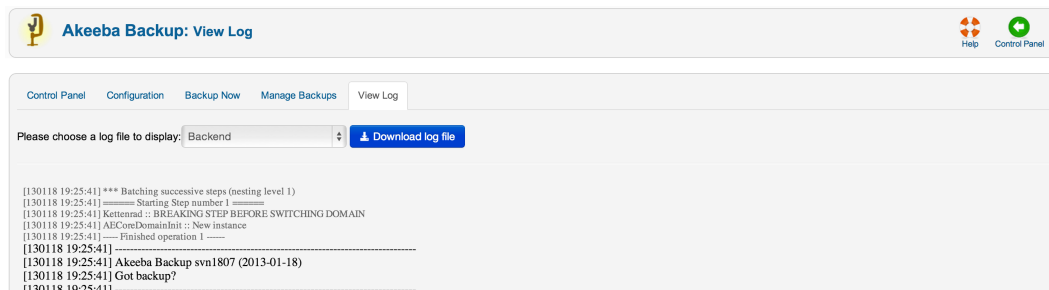 Akeeba Backup: View Log
Help
Control Panel
Control Panel Configuration Backup Now Manage Backups View Log
Please choose a log file to display: Backend Download log file
[130118 19:25:41] *** Batching successive steps (nesting level 1)
[130118 19:25:41] ====== Starting Step number 1 ======
[130118 19:25:41] Kettenrad :: BREAKING STEP BEFORE SWITCHING DOMAIN
[130118 19:25:41] AECoreDomainInit :: New instance
[130118 19:25:41] ---- Finished operation 1 ------
[130118 19:25:41] --------------------------------------------------------------------------------
[130118 19:25:41] Akeeba Backup svn1807 (2013-01-18)
[130118 19:25:41] Got backup?
[130118 19:25:41] --------------------------------------------------------------------------------